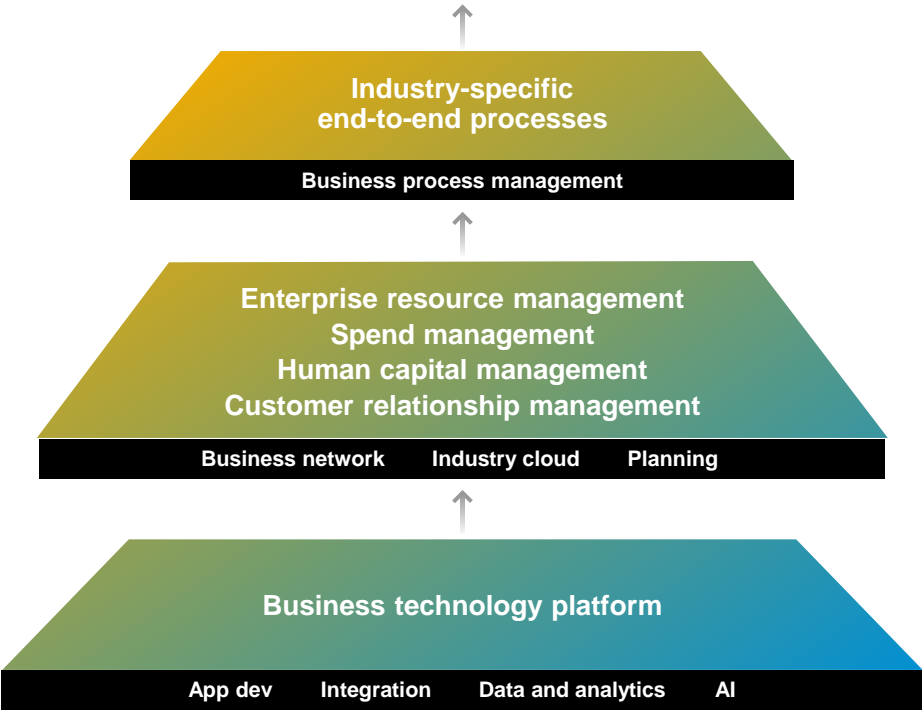 Industry-specific
end-to-end processes
Business process management
Enterprise resource management
Spend management
Human capital management
Customer relationship management
Business network Industry cloud Planning
Business technology platform
App dev Integration Data and analytics AI